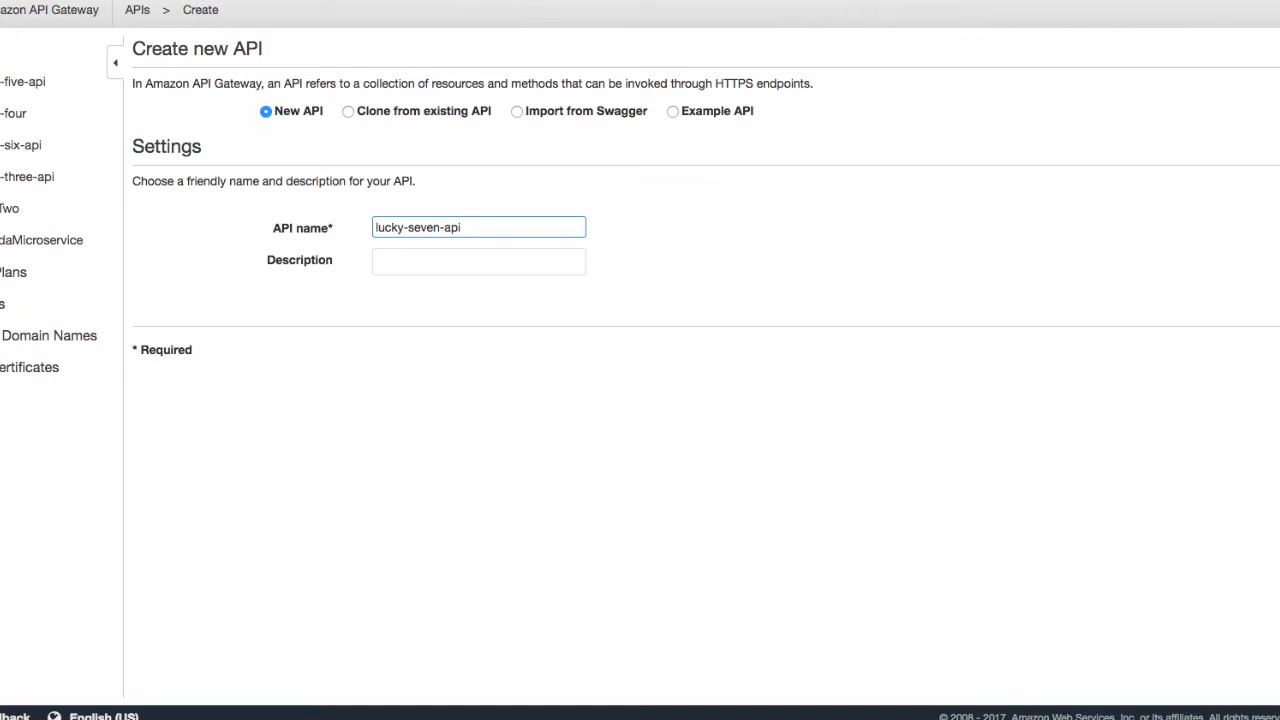 azon API Gateway APIs > Create
Create new API
In Amazon API Gateway, an API refers to a collection of resources and methods that can be invoked through HTTPS endpoints.
New API Clone from existing API Import from Swagger Example API
Settings
Choose a friendly name and description for your API.
API name* lucky-seven-api
Description
* Required
-five-api
-four
-six-api
-three-api
Two
daMicroservice
Plans
s
Domain Names
ertificates
dback English (US) © 2008 - 2017, Amazon Web Services, Inc. or its affiliates. All rights reserv